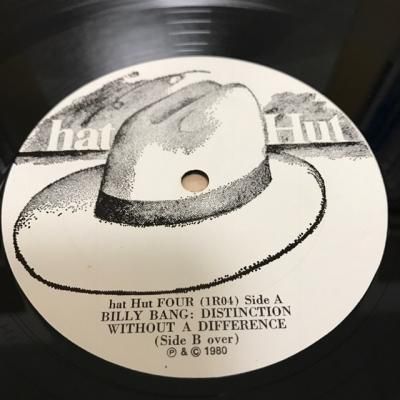 hat Hut
hat Hut FOUR (1R04) Side A
BILLY BANG: DISTINCTION
WITHOUT A DIFFERENCE
(Side B over)
℗ & © 1980